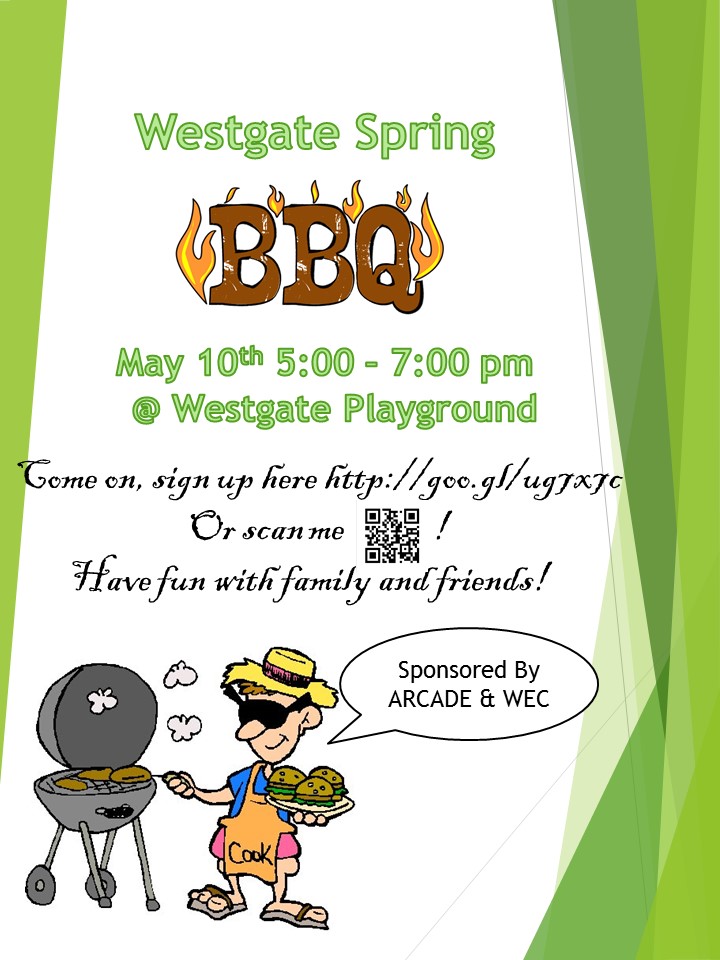 Westgate Spring
BBQ
May 10th 5:00 – 7:00 pm
@ Westgate Playground
Come on, sign up here http://goo.gl/ug7x7c
Or scan me !
Have fun with family and friends!
Sponsored By
ARCADE & WEC
Cook